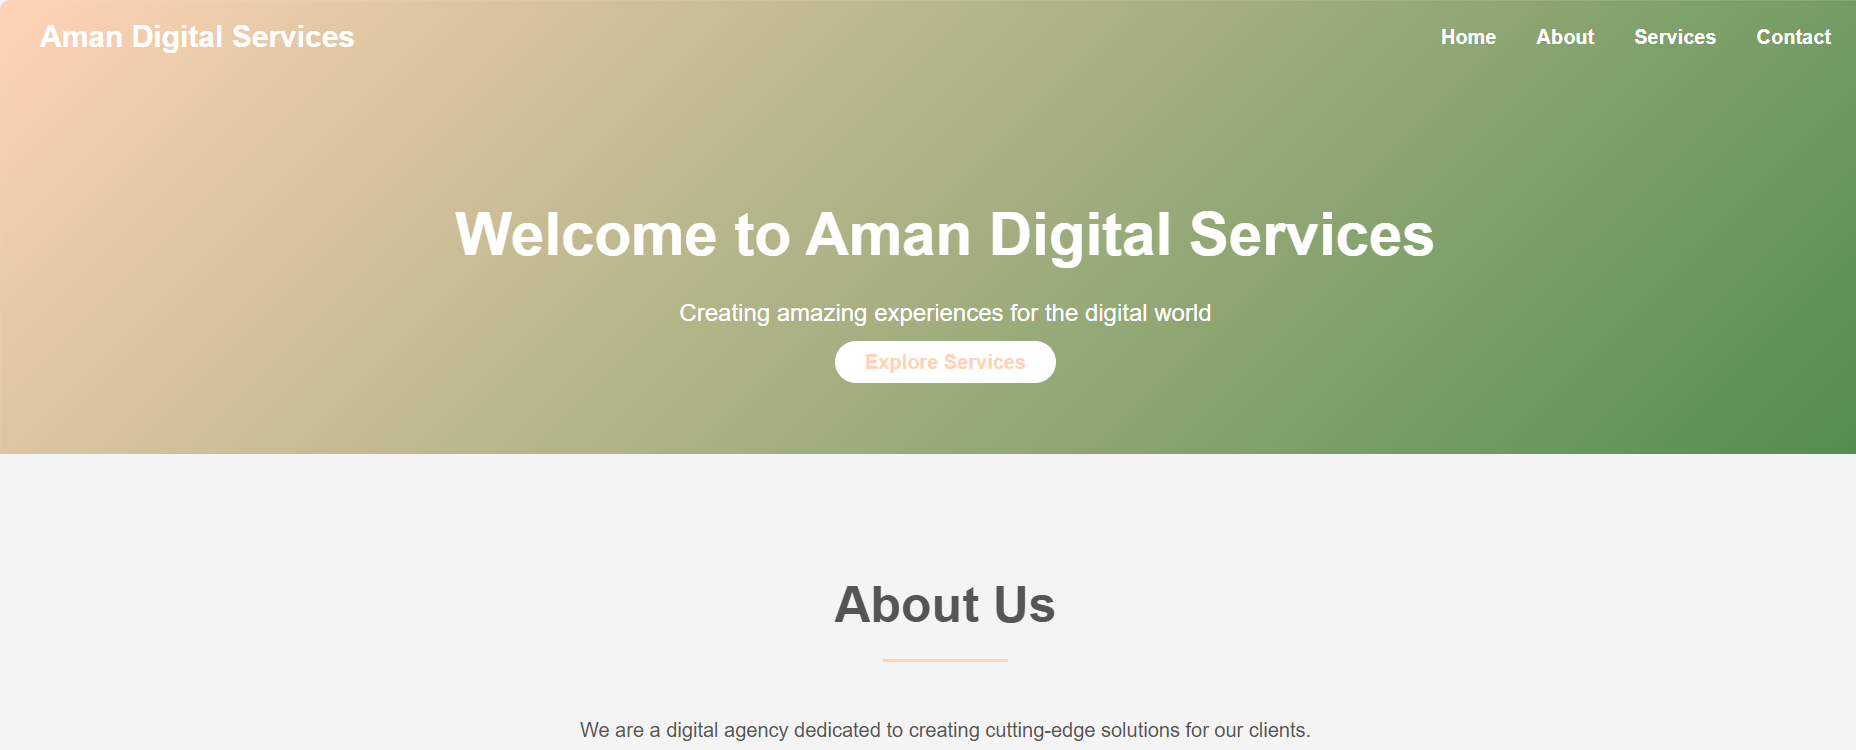 Aman Digital Services
Home About Services Contact
Welcome to Aman Digital Services
Creating amazing experiences for the digital world
Explore Services
About Us
We are a digital agency dedicated to creating cutting-edge solutions for our clients.